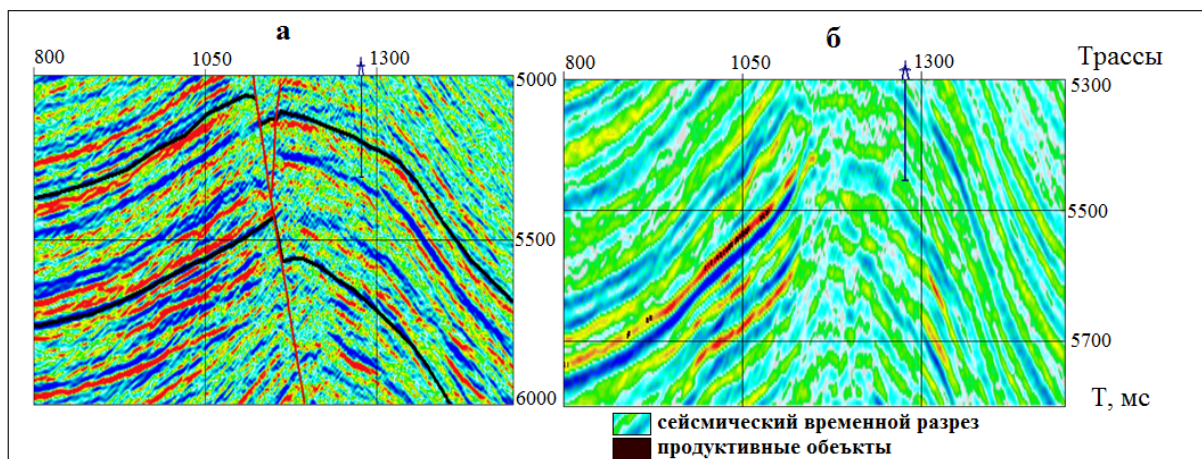 а
б
800 1050 1300
800 1050 1300 Трассы
5000
5500
6000
5300
5500
5700
Т, мс
сейсмический временной разрез
продуктивные обеъкты